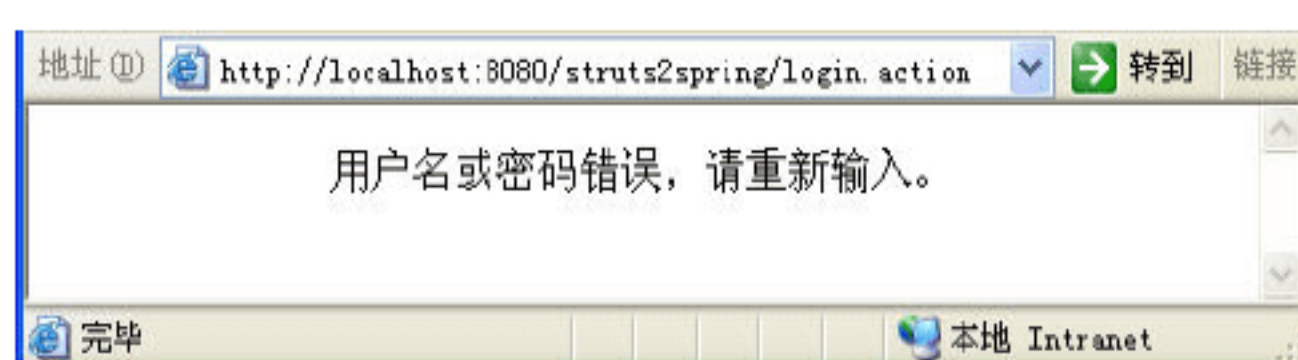 地址(D) http://localhost:8080/struts2spring/login.action 转到 链接
用户名或密码错误，请重新输入。
完毕 本地 Intranet